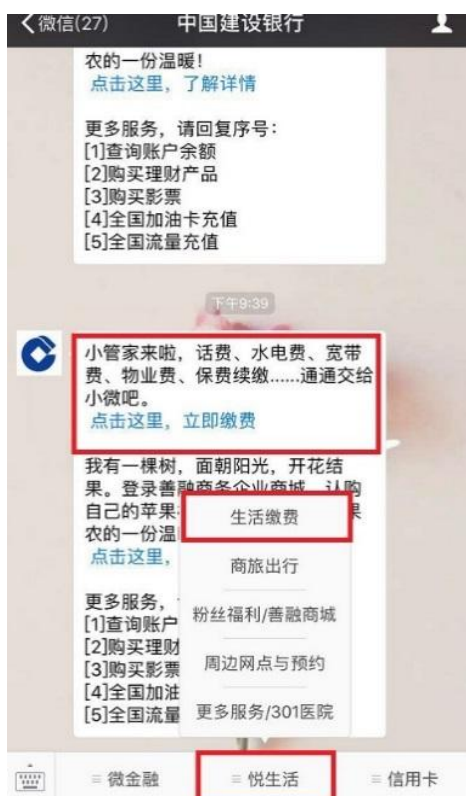 微信(27)
中国建设银行
农的一份温暖!
点击这里，了解详情
更多服务，请回复序号:
[1]查询账户余额
[2]购买理财产品
[3]购买影票
[4]全国加油卡充值
[5]全国流量充值
下午9:39
小管家来啦，话费、水电费、宽带
费、物业费、保费续缴......通通交给
小微吧。
点击这里，立即缴费
我有一棵树，面朝阳光，开花结
果。登录善融商务企业商城，认购
自己的苹果
农的一份温
点击这里，
更多服务，
[1]查询账户
[2]购买理财
[3]购买影票
[4]全国加油
[5]全国流量
生活缴费
商旅出行
粉丝福利/善融商城
周边网点与预约
更多服务/301医院
微金融
悦生活
信用卡